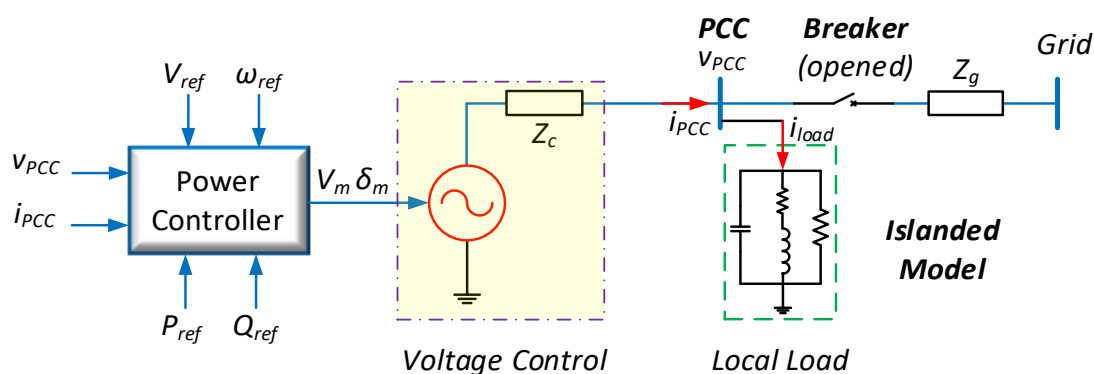 PCC
v_PCC
Breaker
(opened)
Grid
V_ref
ω_ref
Z_g
Z_c
i_PCC
i_load
v_PCC
i_PCC
Power
Controller
V_m δ_m
P_ref
Q_ref
Islanded
Model
Voltage Control
Local Load